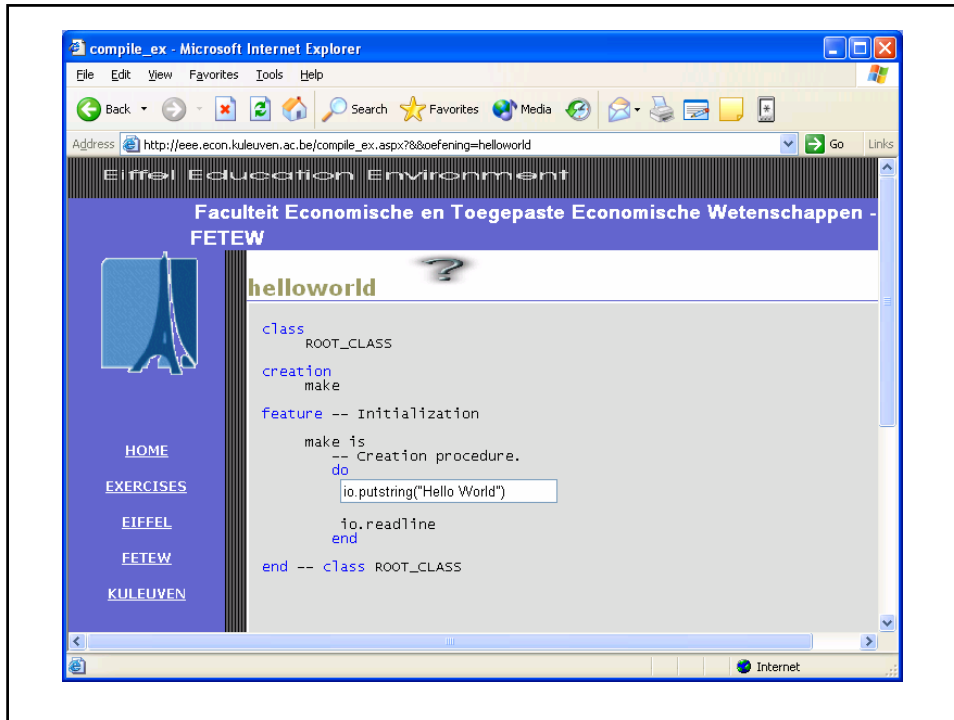 compile_ex - Microsoft Internet Explorer
File Edit View Favorites Tools Help
Back Search Favorites Media
Address http://eee.econ.kuleuven.ac.be/compile_ex.aspx?&&oefening=helloworld Go Links
Eiffel Education Environment
Faculteit Economische en Toegepaste Economische Wetenschappen -
FETEW
?
helloworld
class
ROOT_CLASS
creation
make
feature -- Initialization
make is
-- Creation procedure.
do
io.putstring("Hello World")
io.readline
end
end -- class ROOT_CLASS
HOME
EXERCISES
EIFFEL
FETEW
KULEUVEN
Internet